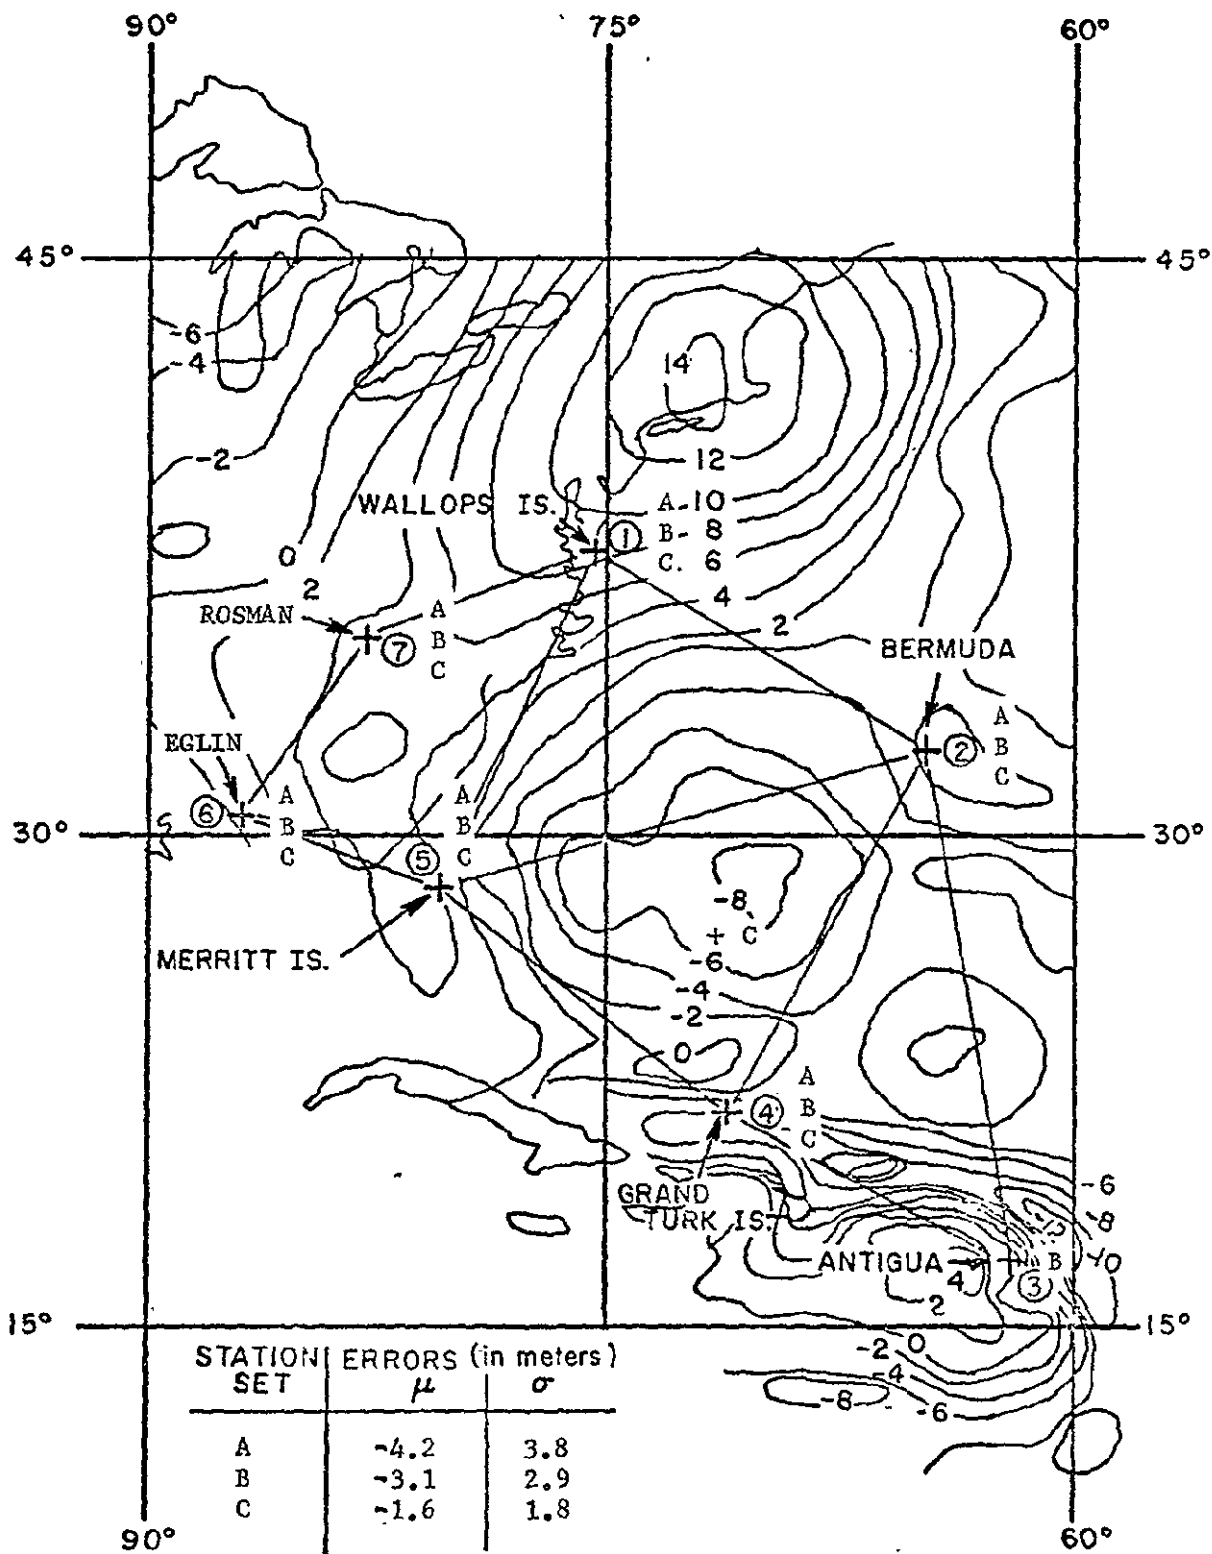 90° 75° 60°
45° 45°
-6
-4
14
-2
12
WALLOPS IS. A 10
① B 8
C 6
0
2
4
ROSMAN A
⑦ B
C
2
BERMUDA
A
② B
C
EGLIN
⑥ A
B
C
A
B
C
30° 30°
⑤
-8
+ C
MERRITT IS.
-6
-4
-2
0
A
④ B
C
GRAND
TURK IS.
-6
-8
-10
ANTIGUA B
③
4
2
15° 15°
-2 0
-4
-8 -6
STATION ERRORS (in meters)
SET μ σ
A -4.2 3.8
B -3.1 2.9
C -1.6 1.8
90° 60°